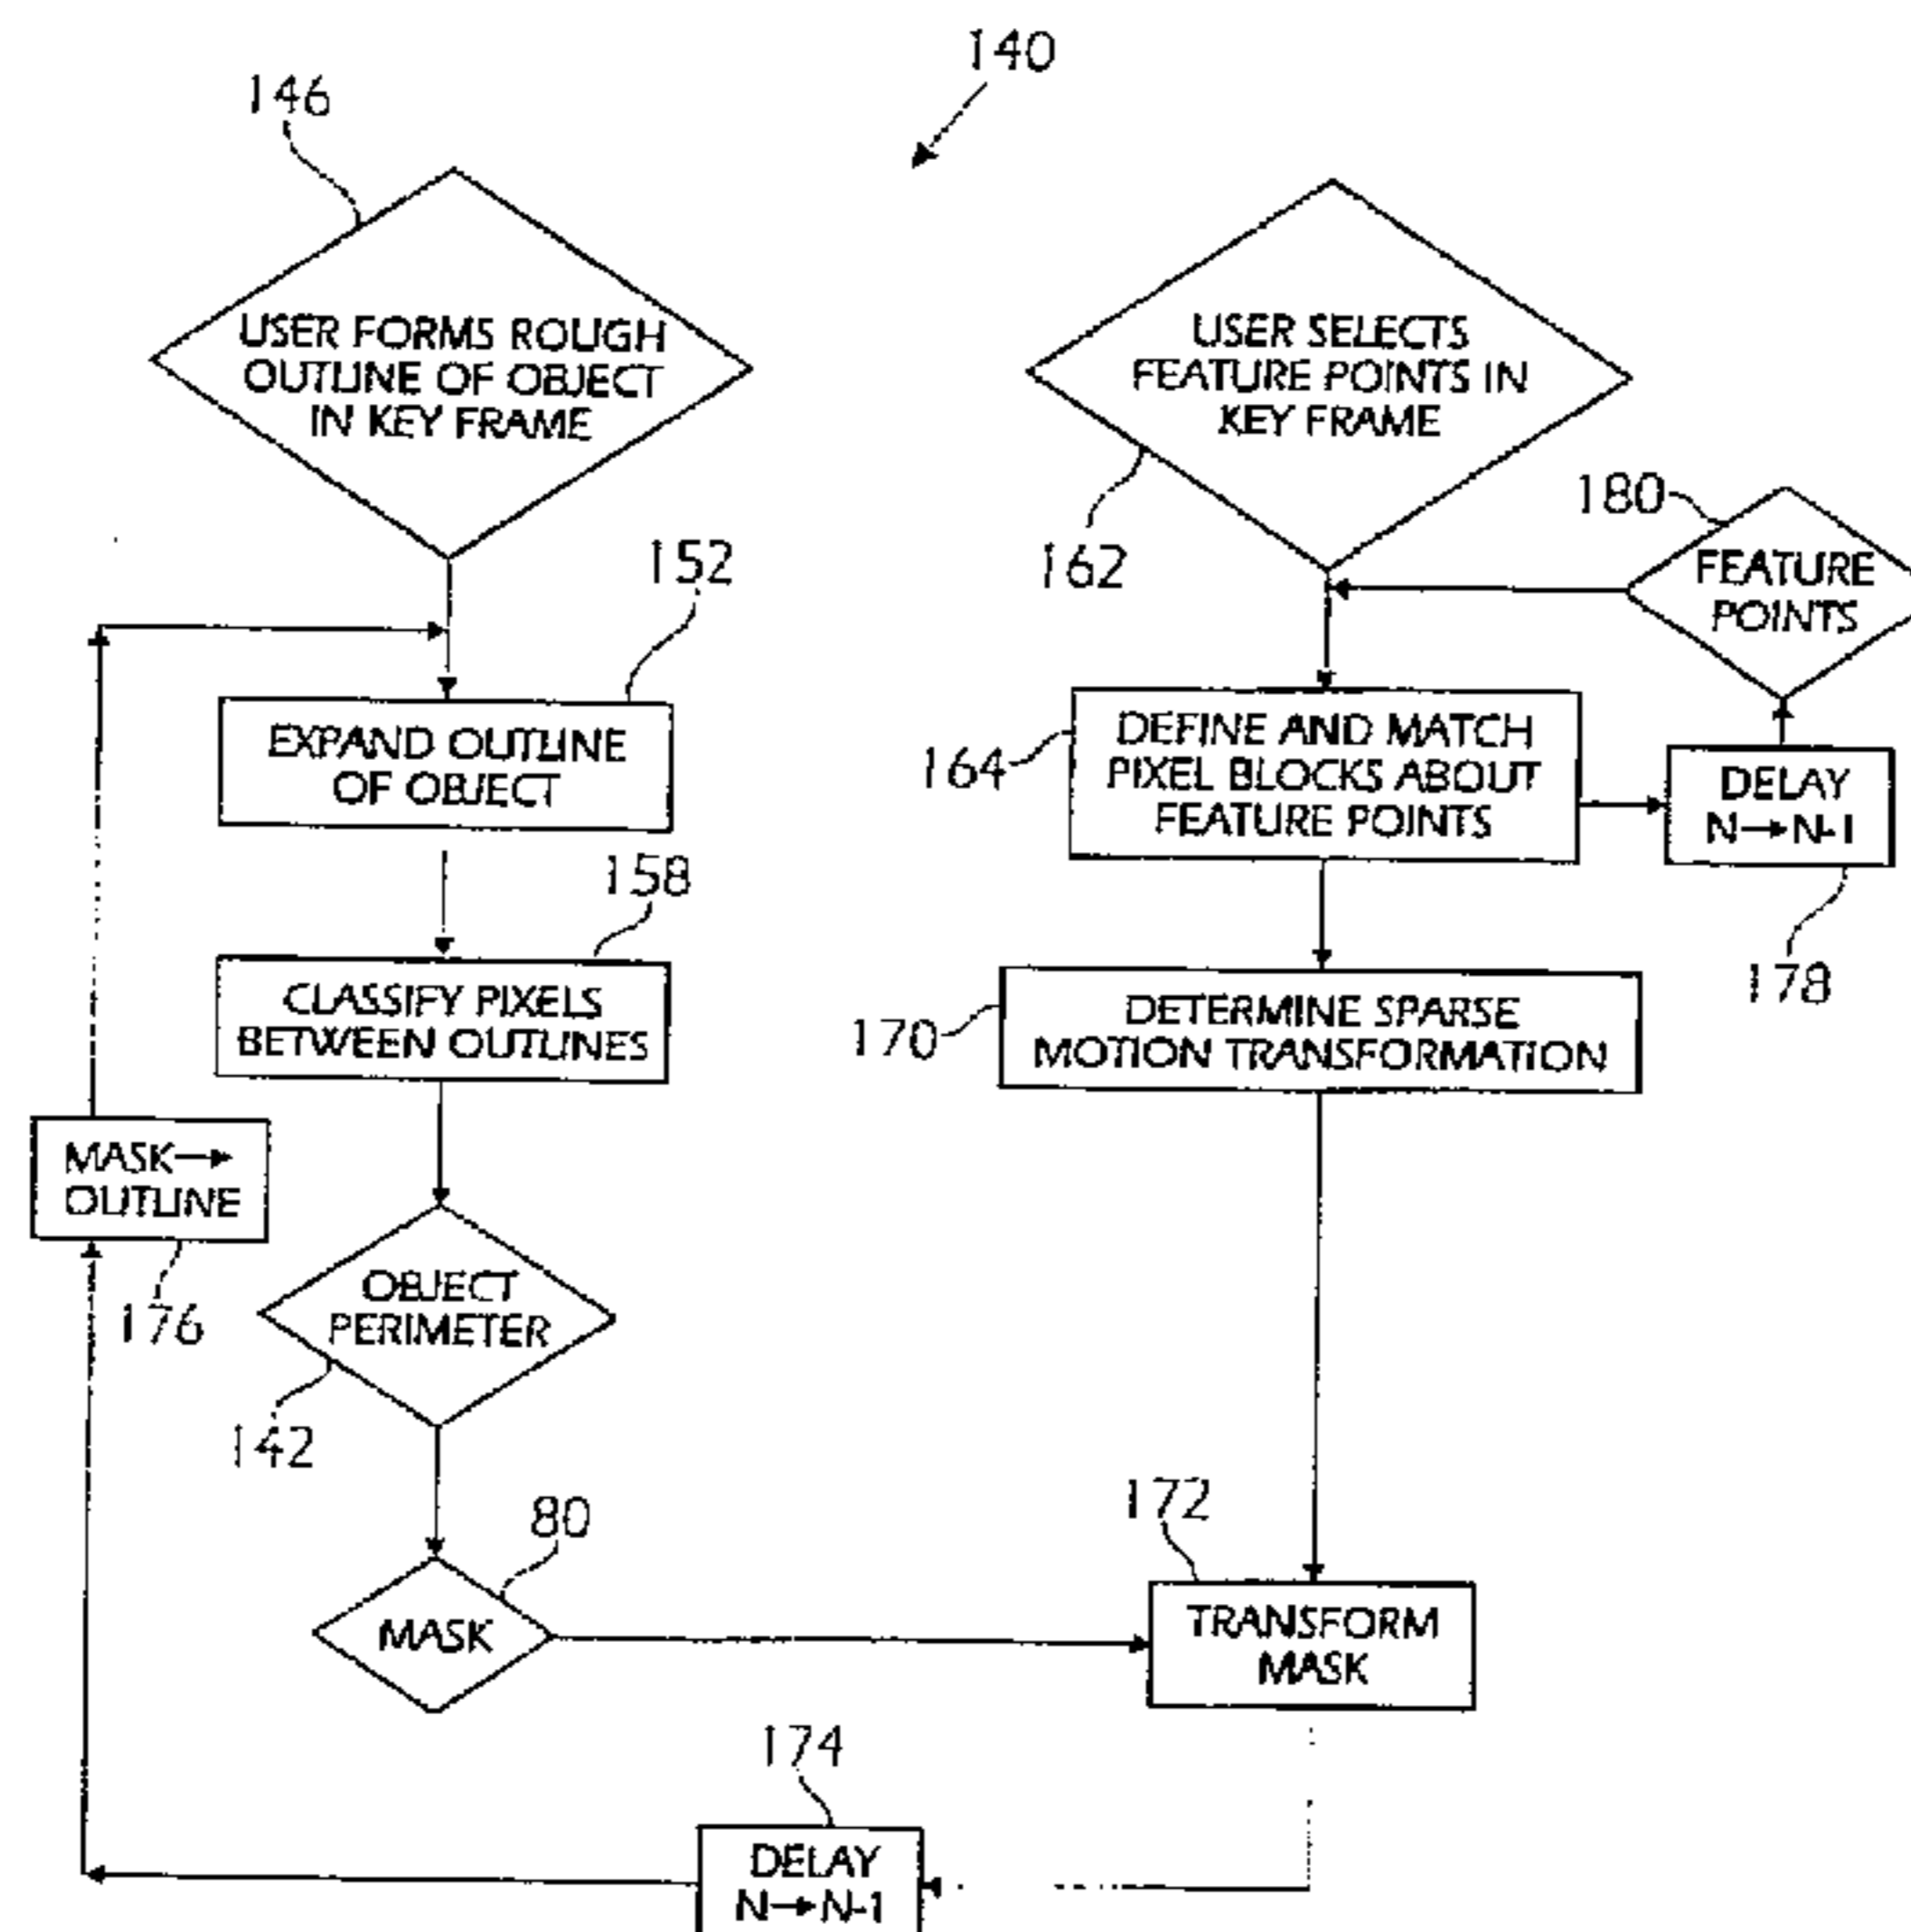 140
146
USER FORMS ROUGH
OUTLINE OF OBJECT
IN KEY FRAME
USER SELECTS
FEATURE POINTS IN
KEY FRAME
162
180
FEATURE
POINTS
152
EXPAND OUTLINE
OF OBJECT
164
DEFINE AND MATCH
PIXEL BLOCKS ABOUT
FEATURE POINTS
DELAY
N→N-1
178
158
CLASSIFY PIXELS
BETWEEN OUTLINES
170
DETERMINE SPARSE
MOTION TRANSFORMATION
MASK→
OUTLINE
176
OBJECT
PERIMETER
142
80
MASK
172
TRANSFORM
MASK
174
DELAY
N→N-1